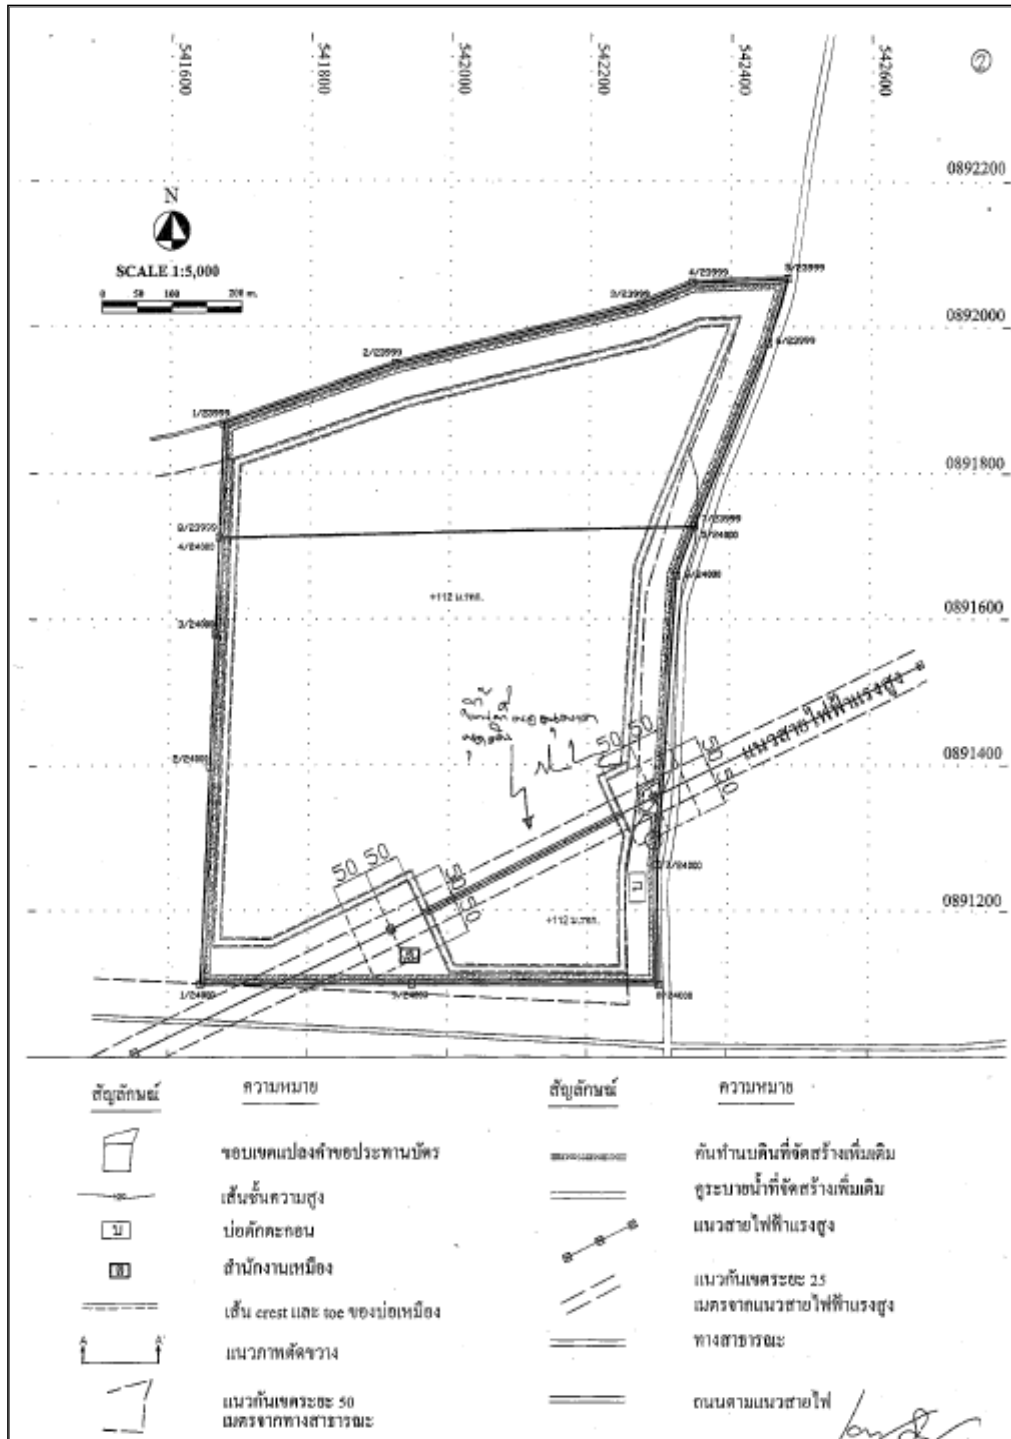 541600
541800
542000
542200
542400
542600
②
0892200
N
SCALE 1:5,000
0 50 100 200 m.
4/23999
5/23999
3/23999
0892000
6/23999
2/23999
1/23999
0891800
8/23999
7/23999
4/24000
5/24000
6/24000
+112 ม.รทก.
3/24000
0891600
แนวสายไฟฟ้าแรงสูง
50 50
50 50
2/24000
0891400
7/24000
50 50
50 50
บ
0891200
+112 ม.รทก.
ส
1/24000
9/24000
8/24000
สัญลักษณ์
ความหมาย
ขอบเขตแปลงคำขอประทานบัตร
เส้นชั้นความสูง
บ
บ่อดักตะกอน
ส
สำนักงานเหมือง
เส้น crest และ toe ของบ่อเหมือง
A A'
แนวภาพตัดขวาง
แนวกันเขตระยะ 50
เมตรจากทางสาธารณะ
สัญลักษณ์
ความหมาย
คันทำนบดินที่จัดสร้างเพิ่มเติม
คูระบายน้ำที่จัดสร้างเพิ่มเติม
แนวสายไฟฟ้าแรงสูง
แนวกันเขตระยะ 25
เมตรจากแนวสายไฟฟ้าแรงสูง
ทางสาธารณะ
ถนนตามแนวสายไฟ